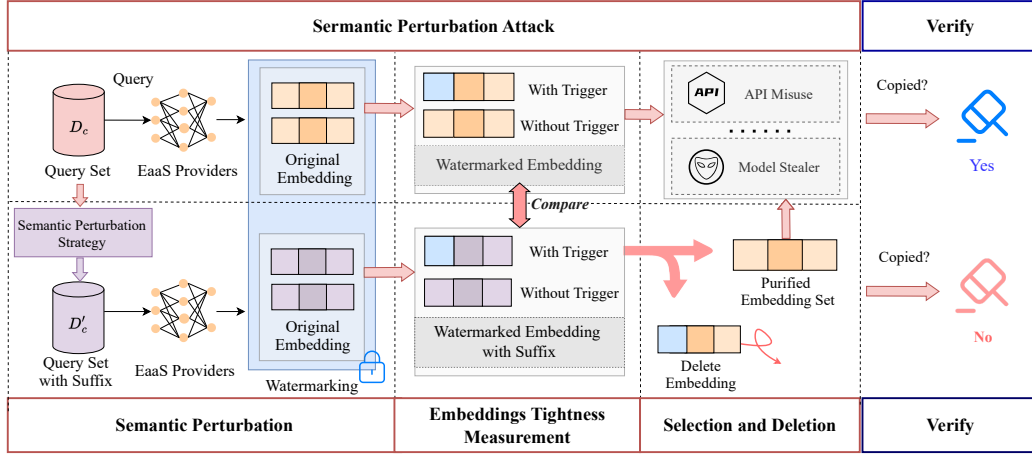 Sermantic Perturbation Attack
Verify
Query
D_c
Query Set
EaaS Providers
Original
Embedding
With Trigger
Without Trigger
Watermarked Embedding
API
API Misuse
......
Model Stealer
Copied?
Yes
Semantic Perturbation
Strategy
Compare
D'_c
Query Set
with Suffix
EaaS Providers
Original
Embedding
Watermarking
With Trigger
Without Trigger
Watermarked Embedding
with Suffix
Purified
Embedding Set
Delete
Embedding
Copied?
No
Semantic Perturbation
Embeddings Tightness
Measurement
Selection and Deletion
Verify